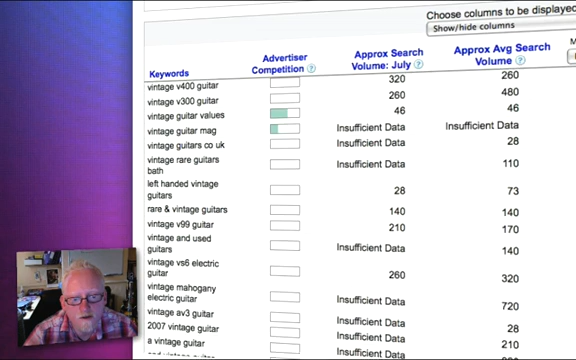 Choose columns to be displayed
Show/hide columns
Keywords
Advertiser Competition
Approx Search Volume: July
Approx Avg Search Volume
vintage v400 guitar 320 260
vintage v300 guitar 260 480
vintage guitar values 46 46
vintage guitar mag Insufficient Data Insufficient Data
vintage guitars co uk Insufficient Data 28
vintage rare guitars bath Insufficient Data 110
left handed vintage guitars 28 73
rare & vintage guitars 140 140
vintage v99 guitar 210 170
vintage and used guitars Insufficient Data 140
vintage vs6 electric guitar 260 320
vintage mahogany electric guitar Insufficient Data 720
vintage av3 guitar Insufficient Data 28
2007 vintage guitar Insufficient Data 210
a vintage guitar Insufficient Data